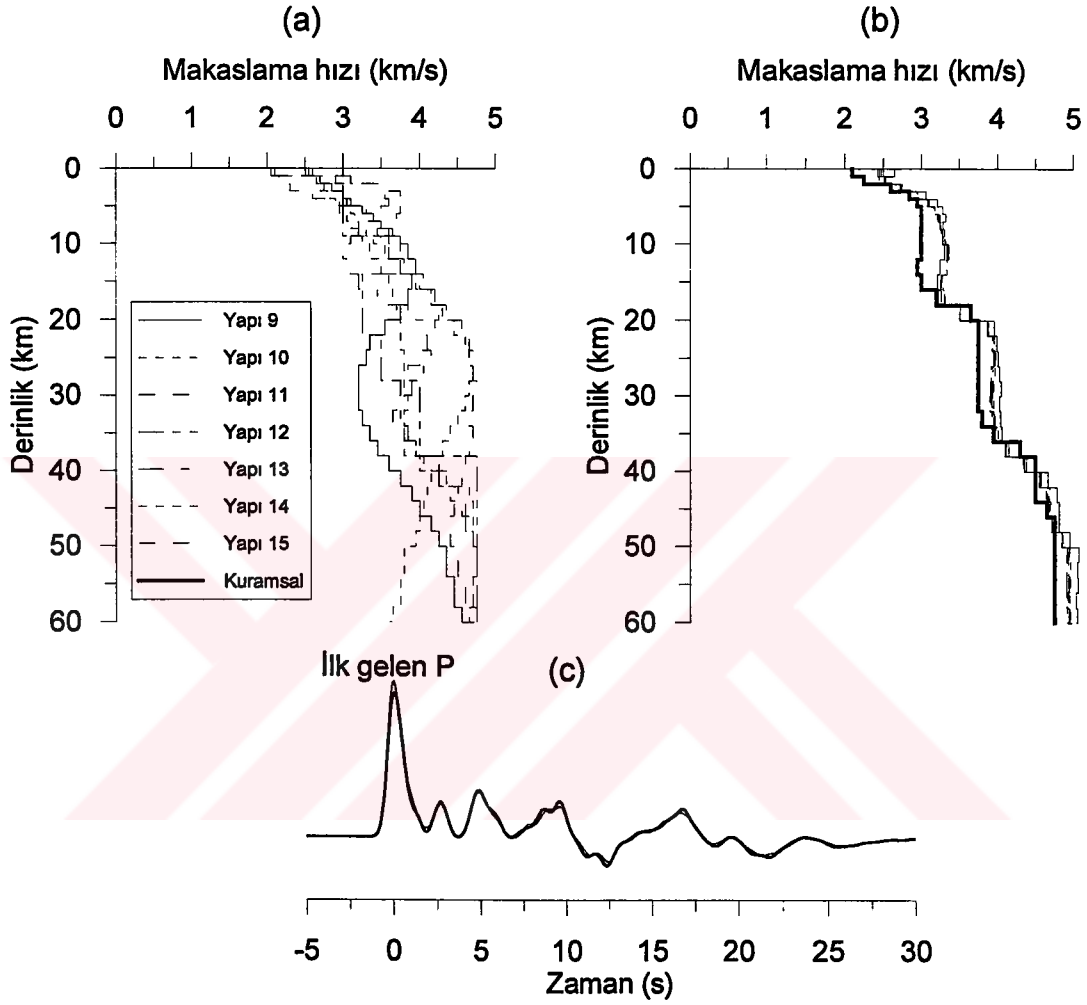 (a)
Makaslama hızı (km/s)
0 1 2 3 4 5
0
10
20
30
40
50
60
Derinlik (km)
Yapı 9
Yapı 10
Yapı 11
Yapı 12
Yapı 13
Yapı 14
Yapı 15
Kuramsal
(b)
Makaslama hızı (km/s)
0 1 2 3 4 5
0
10
20
30
40
50
60
Derinlik (km)
İlk gelen P
(c)
-5 0 5 10 15 20 25 30
Zaman (s)